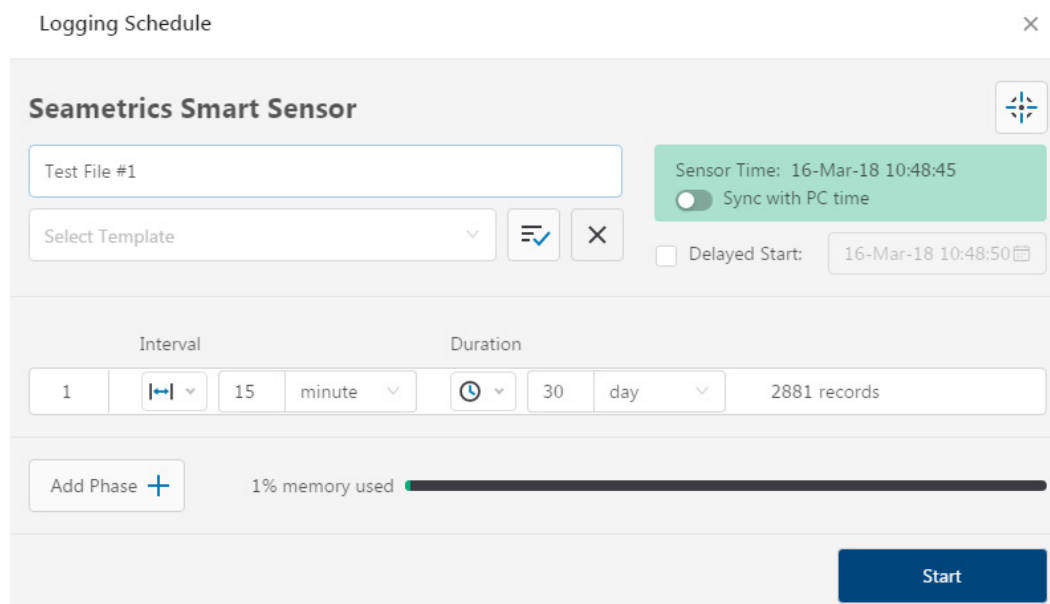 Logging Schedule
Seametrics Smart Sensor
Test File #1
Sensor Time: 16-Mar-18 10:48:45
Sync with PC time
Select Template
Delayed Start: 16-Mar-18 10:48:50
Interval Duration
1 15 minute 30 day 2881 records
Add Phase 1% memory used
Start